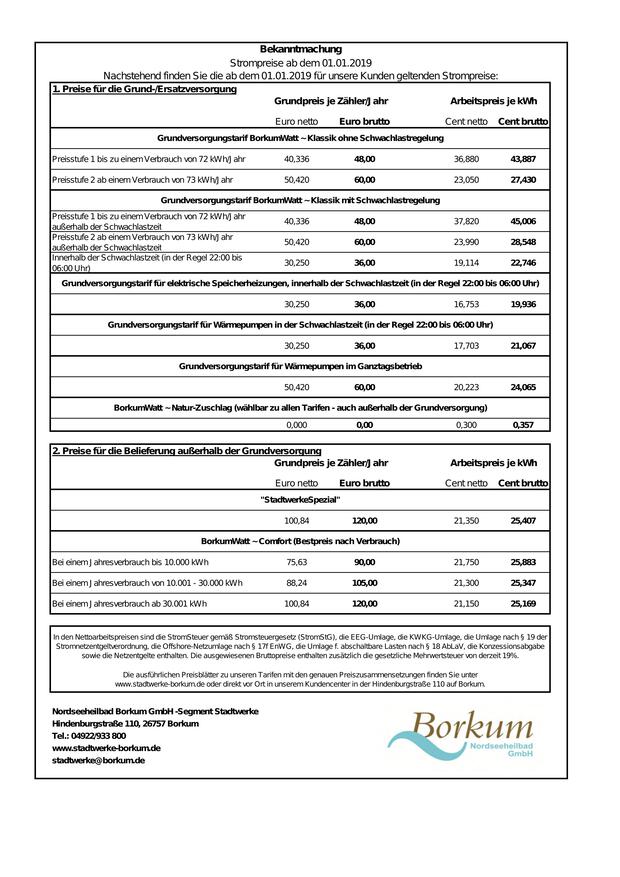 Bekanntmachung
Strompreise ab dem 01.01.2019
Nachstehend finden Sie die ab dem 01.01.2019 für unsere Kunden geltenden Strompreise:
1. Preise für die Grund-/Ersatzversorgung
Grundpreis je Zähler/Jahr Arbeitspreis je kWh
Euro netto Euro brutto Cent netto Cent brutto
Grundversorgungstarif BorkumWatt ~ Klassik ohne Schwachlastregelung
Preisstufe 1 bis zu einem Verbrauch von 72 kWh/Jahr 40,336 48,00 36,880 43,887
Preisstufe 2 ab einem Verbrauch von 73 kWh/Jahr 50,420 60,00 23,050 27,430
Grundversorgungstarif BorkumWatt ~ Klassik mit Schwachlastregelung
Preisstufe 1 bis zu einem Verbrauch von 72 kWh/Jahr
außerhalb der Schwachlastzeit 40,336 48,00 37,820 45,006
Preisstufe 2 ab einem Verbrauch von 73 kWh/Jahr
außerhalb der Schwachlastzeit 50,420 60,00 23,990 28,548
Innerhalb der Schwachlastzeit (in der Regel 22:00 bis
06:00 Uhr) 30,250 36,00 19,114 22,746
Grundversorgungstarif für elektrische Speicherheizungen, innerhalb der Schwachlastzeit (in der Regel 22:00 bis 06:00 Uhr)
30,250 36,00 16,753 19,936
Grundversorgungstarif für Wärmepumpen in der Schwachlastzeit (in der Regel 22:00 bis 06:00 Uhr)
30,250 36,00 17,703 21,067
Grundversorgungstarif für Wärmepumpen im Ganztagsbetrieb
50,420 60,00 20,223 24,065
BorkumWatt ~ Natur-Zuschlag (wählbar zu allen Tarifen - auch außerhalb der Grundversorgung)
0,000 0,00 0,300 0,357
2. Preise für die Belieferung außerhalb der Grundversorgung
Grundpreis je Zähler/Jahr Arbeitspreis je kWh
Euro netto Euro brutto Cent netto Cent brutto
"StadtwerkeSpezial"
100,84 120,00 21,350 25,407
BorkumWatt ~ Comfort (Bestpreis nach Verbrauch)
Bei einem Jahresverbrauch bis 10.000 kWh 75,63 90,00 21,750 25,883
Bei einem Jahresverbrauch von 10.001 - 30.000 kWh 88,24 105,00 21,300 25,347
Bei einem Jahresverbrauch ab 30.001 kWh 100,84 120,00 21,150 25,169
In den Nettoarbeitspreisen sind die StromSteuer gemäß Stromsteuergesetz (StromStG), die EEG-Umlage, die KWKG-Umlage, die Umlage nach § 19 der
Stromnetzentgeltverordnung, die Offshore-Netzumlage nach § 17f EnWG, die Umlage f. abschaltbare Lasten nach § 18 AbLaV, die Konzessionsabgabe
sowie die Netzentgelte enthalten. Die ausgewiesenen Bruttopreise enthalten zusätzlich die gesetzliche Mehrwertsteuer von derzeit 19%.
Die ausführlichen Preisblätter zu unseren Tarifen mit den genauen Preiszusammensetzungen finden Sie unter
www.stadtwerke-borkum.de oder direkt vor Ort in unserem Kundencenter in der Hindenburgstraße 110 auf Borkum.
Nordseeheilbad Borkum GmbH -Segment Stadtwerke
Hindenburgstraße 110, 26757 Borkum
Tel.: 04922/933 800
www.stadtwerke-borkum.de
stadtwerke@borkum.de
Borkum
Nordseeheilbad
GmbH